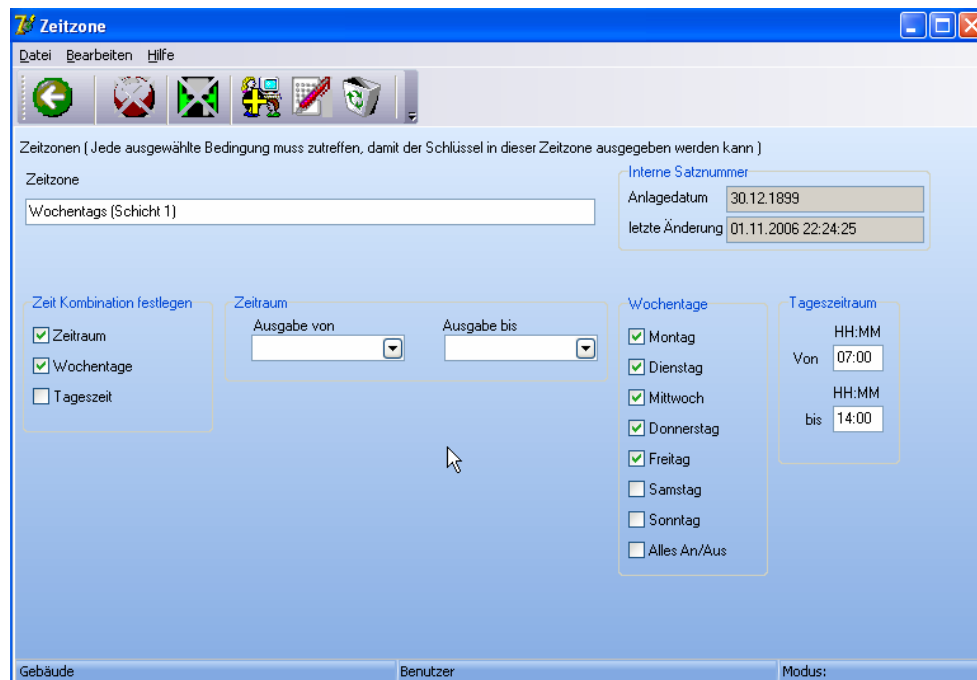 Zeitzone
Datei Bearbeiten Hilfe
Zeitzonen ( Jede ausgewählte Bedingung muss zutreffen, damit der Schlüssel in dieser Zeitzone ausgegeben werden kann )
Zeitzone
Wochentags (Schicht 1)
Interne Satznummer
Anlagedatum 30.12.1899
letzte Änderung 01.11.2006 22:24:25
Zeit Kombination festlegen
Zeitraum
Wochentage
Tageszeit
Zeitraum
Ausgabe von Ausgabe bis
Wochentage
Montag
Dienstag
Mittwoch
Donnerstag
Freitag
Samstag
Sonntag
Alles An/Aus
Tageszeitraum
HH:MM
Von 07:00
HH:MM
bis 14:00
Gebäude Benutzer Modus: